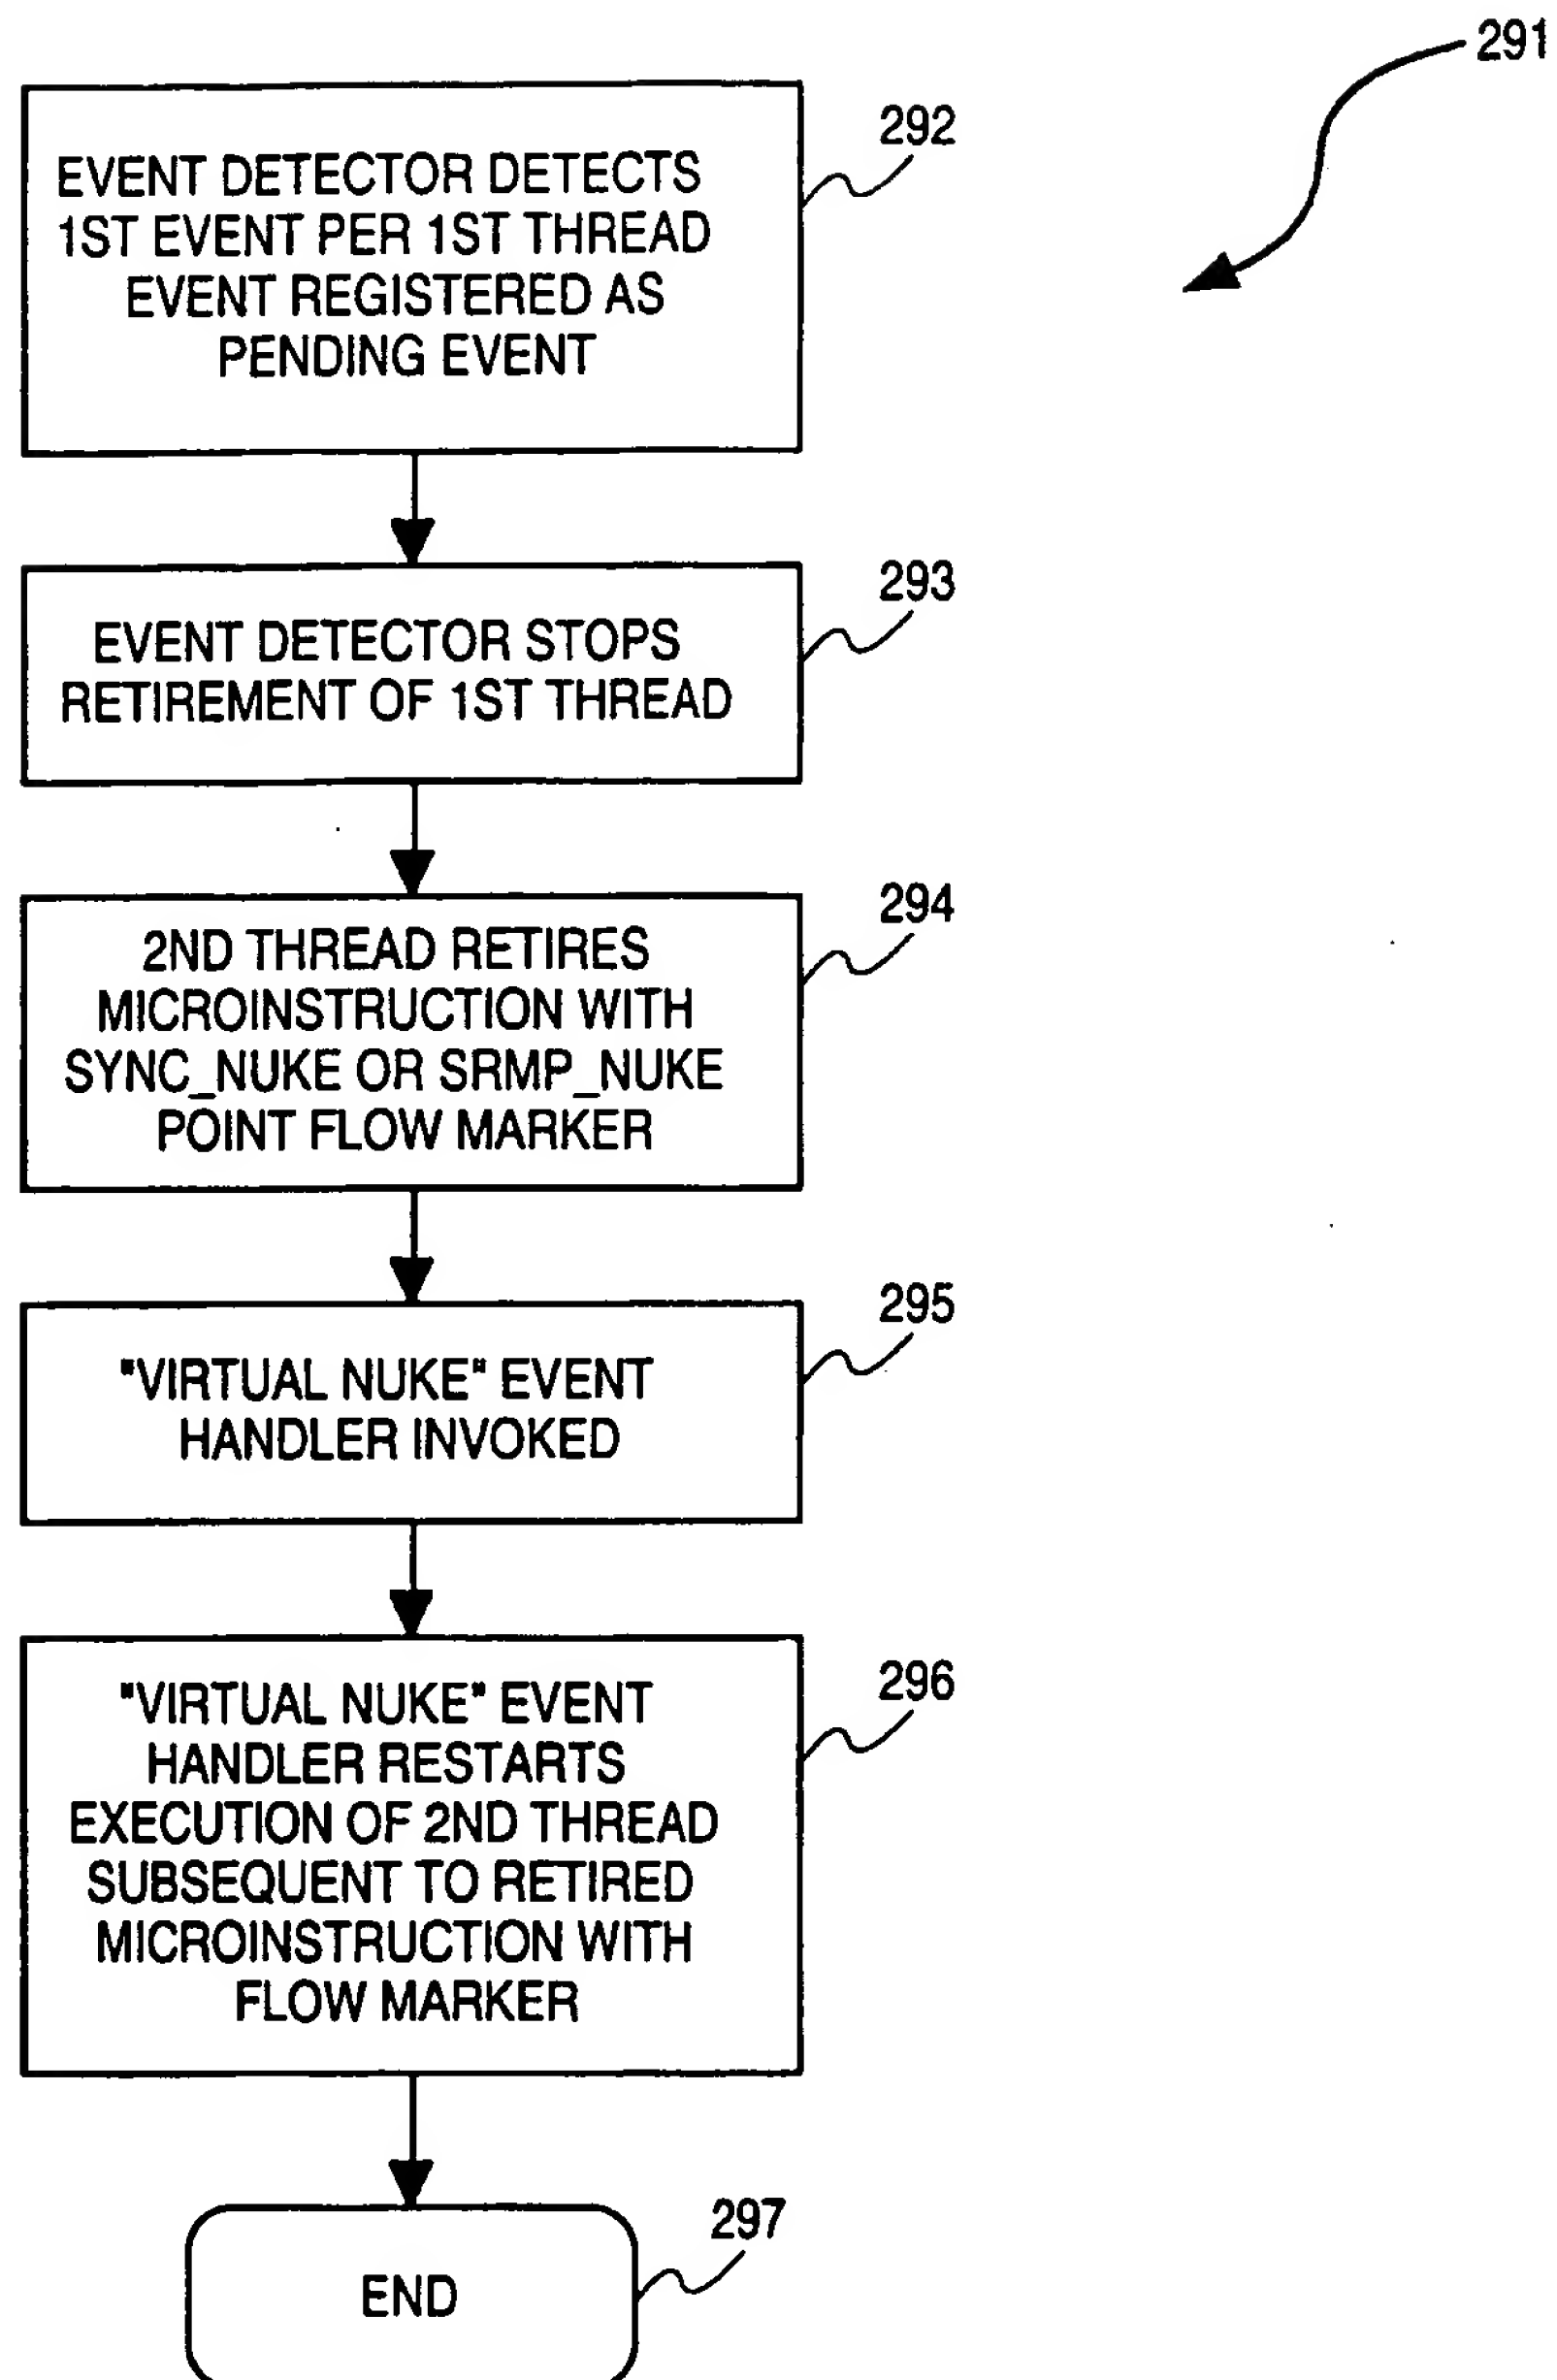 291
292
EVENT DETECTOR DETECTS
1ST EVENT PER 1ST THREAD
EVENT REGISTERED AS
PENDING EVENT
293
EVENT DETECTOR STOPS
RETIREMENT OF 1ST THREAD
294
2ND THREAD RETIRES
MICROINSTRUCTION WITH
SYNC_NUKE OR SRMP_NUKE
POINT FLOW MARKER
295
"VIRTUAL NUKE" EVENT
HANDLER INVOKED
296
"VIRTUAL NUKE" EVENT
HANDLER RESTARTS
EXECUTION OF 2ND THREAD
SUBSEQUENT TO RETIRED
MICROINSTRUCTION WITH
FLOW MARKER
297
END